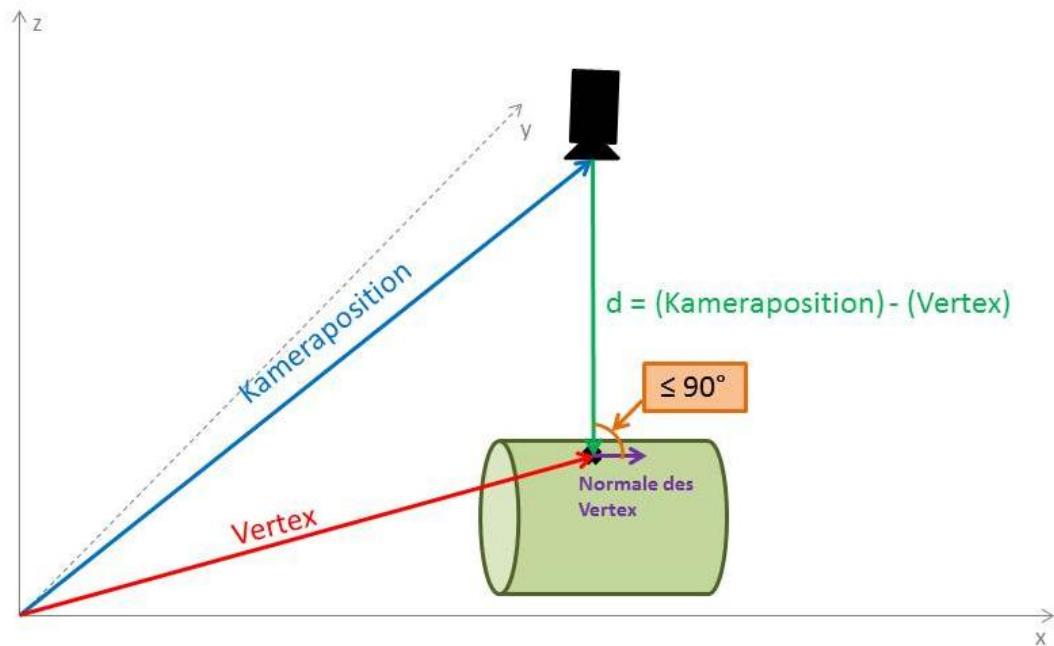 z
y
Kameraposition
d = (Kameraposition) - (Vertex)
≤ 90°
Normale des
Vertex
Vertex
x